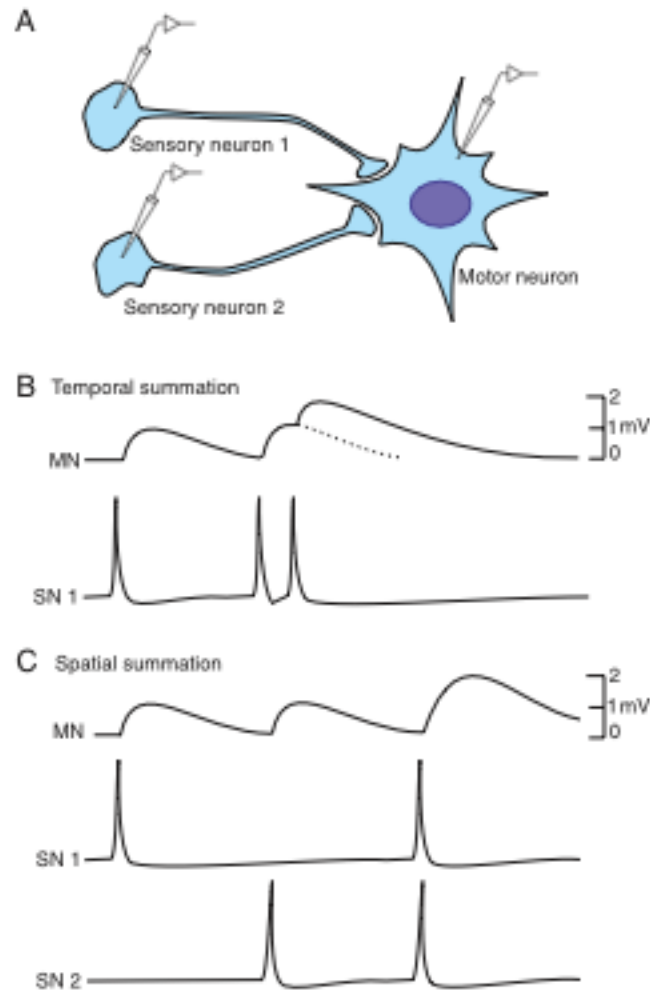 A
Sensory neuron 1
Sensory neuron 2
Motor neuron
B Temporal summation
2
1mV
0
MN
SN 1
C Spatial summation
2
1mV
0
MN
SN 1
SN 2